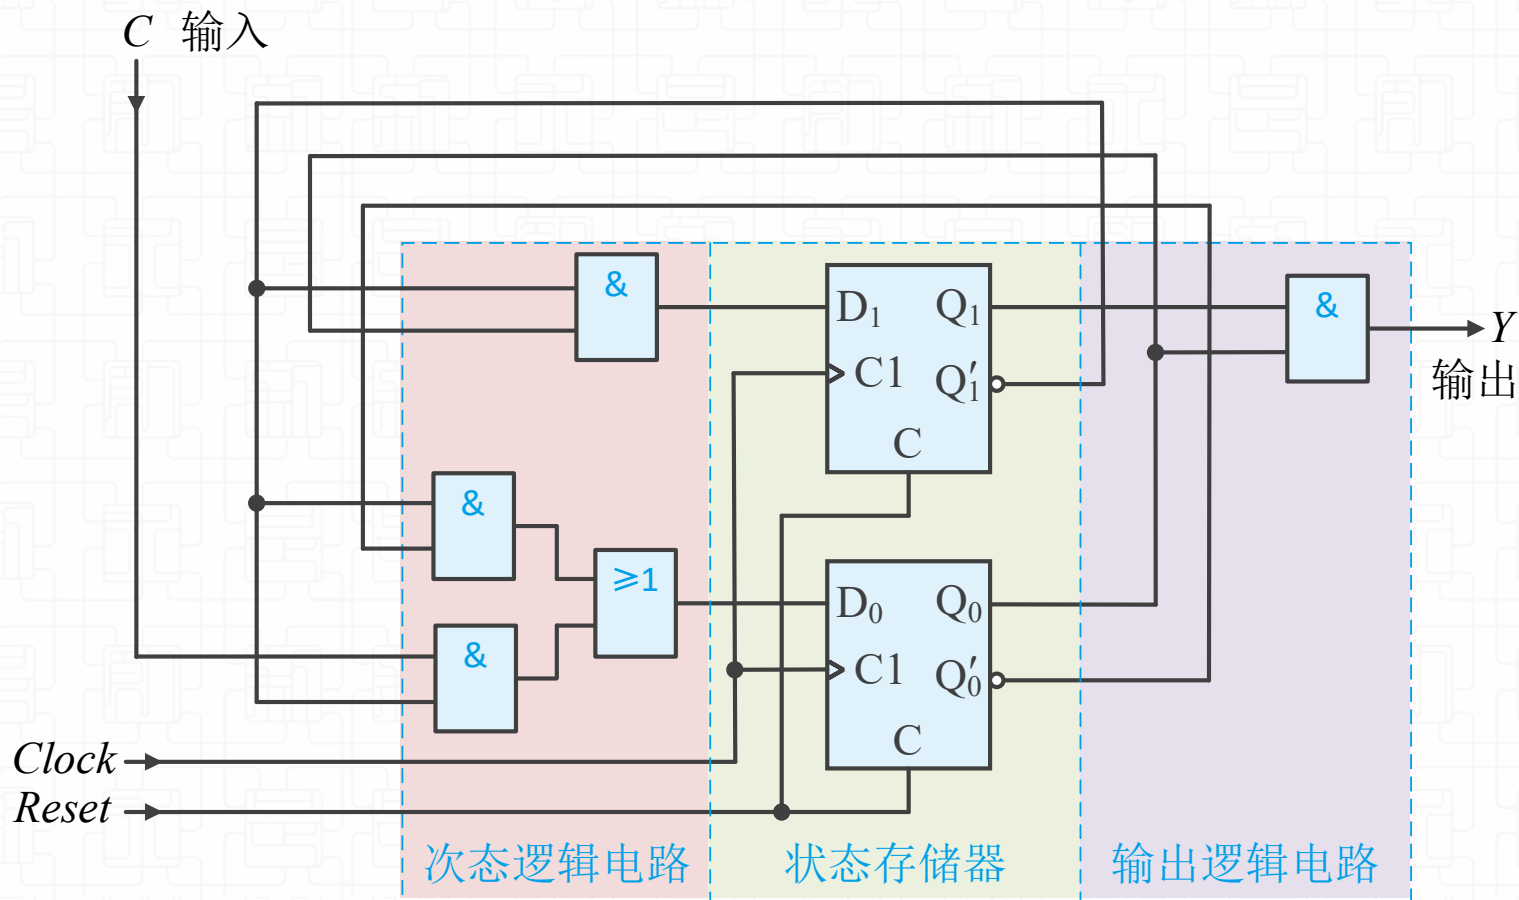 C 输入
&
D₁ Q₁
C1 Q₁′
C
&
Y
输出
&
≥1
&
D₀ Q₀
C1 Q₀′
C
Clock
Reset
次态逻辑电路 状态存储器 输出逻辑电路